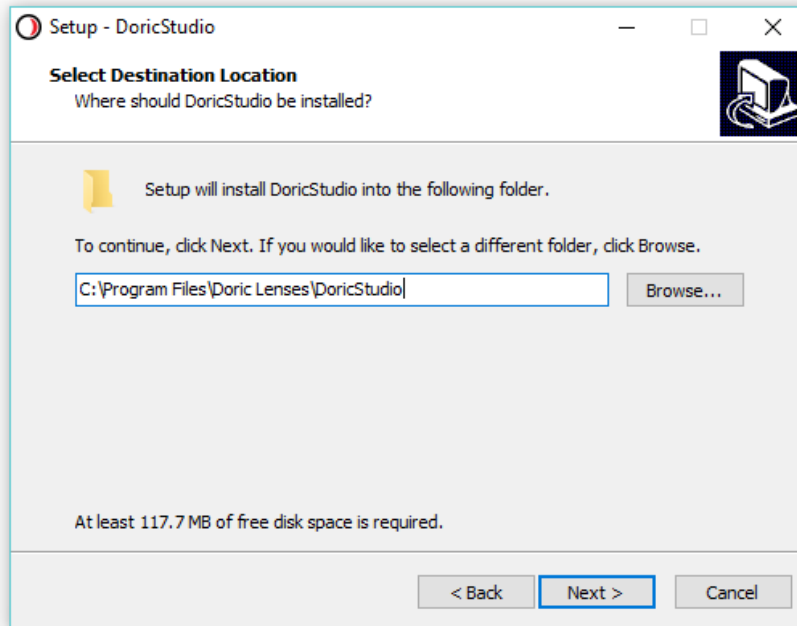 Setup - DoricStudio
Select Destination Location
Where should DoricStudio be installed?
Setup will install DoricStudio into the following folder.
To continue, click Next. If you would like to select a different folder, click Browse.
C:\Program Files\Doric Lenses\DoricStudio
Browse...
At least 117.7 MB of free disk space is required.
< Back
Next >
Cancel